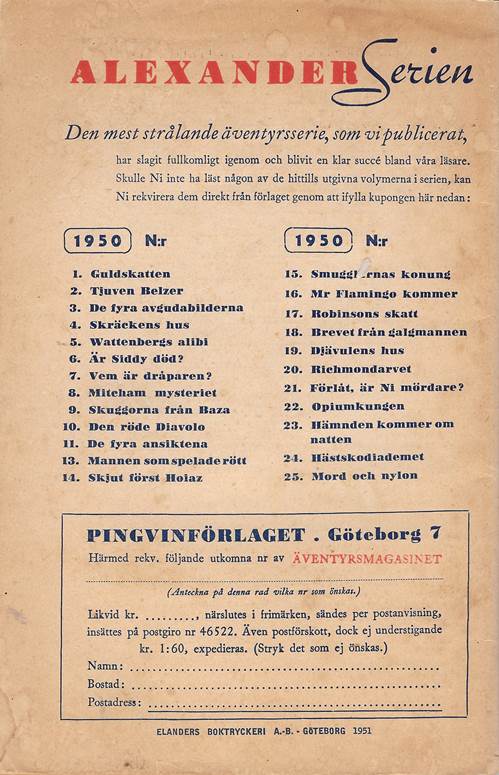 ALEXANDER Serien
Den mest strålande äventyrsserie, som vi publicerat,
har slagit fullkomligt igenom och blivit en klar succé bland våra läsare.
Skulle Ni inte ha läst någon av de hittills utgivna volymerna i serien, kan
Ni rekvirera dem direkt från förlaget genom att ifylla kupongen här nedan:
1950 N:r
1. Guldskatten
2. Tjuven Belzer
3. De fyra avgudabilderna
4. Skräckens hus
5. Wattenbergs alibi
6. Är Siddy död?
7. Vem är dråparen?
8. Mitcham mysteriet
9. Skuggorna från Baza
10. Den röde Diavolo
11. De fyra ansiktena
13. Mannen som spelade rött
14. Skjut först Hoiaz
1950 N:r
15. Smuggl.rnas konung
16. Mr Flamingo kommer
17. Robinsons skatt
18. Brevet från galgmannen
19. Djävulens hus
20. Richmondarvet
21. Förlåt, är Ni mördare?
22. Opiumkungen
23. Hämnden kommer om
natten
24. Hästskodiademet
25. Mord och nylon
PINGVINFÖRLAGET . Göteborg 7
Härmed rekv. följande utkomna nr av ÄVENTYRSMAGASINET
(Anteckna på denna rad vilka nr som önskas.)
Likvid kr. .........., närslutes i frimärken, sändes per postanvisning,
insättes på postgiro nr 46522. Även postförskott, dock ej understigande
kr. 1:60, expedieras. (Stryk det som ej önskas.)
Namn:
Bostad:
Postadress:
ELANDERS BOKTRYCKERI A.-B. - GÖTEBORG 1951